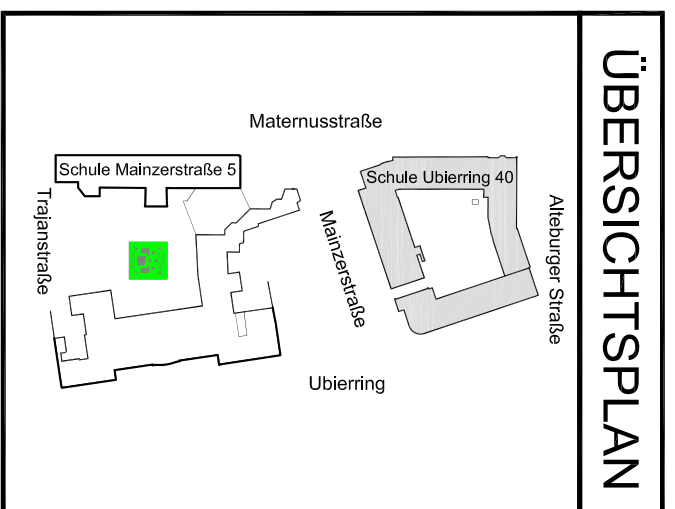 Maternusstraße
Schule Mainzerstraße 5
Schule Ubierring 40
Trajanstraße
Mainzerstraße
Alteburger Straße
Ubierring
ÜBERSICHTSPLAN